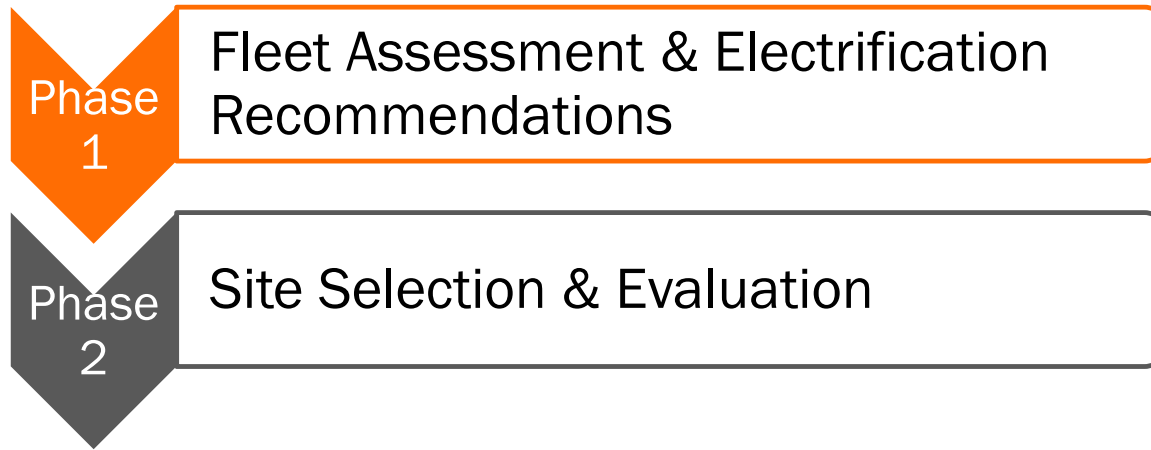 Phase
1
Fleet Assessment & Electrification
Recommendations
Phase
2
Site Selection & Evaluation